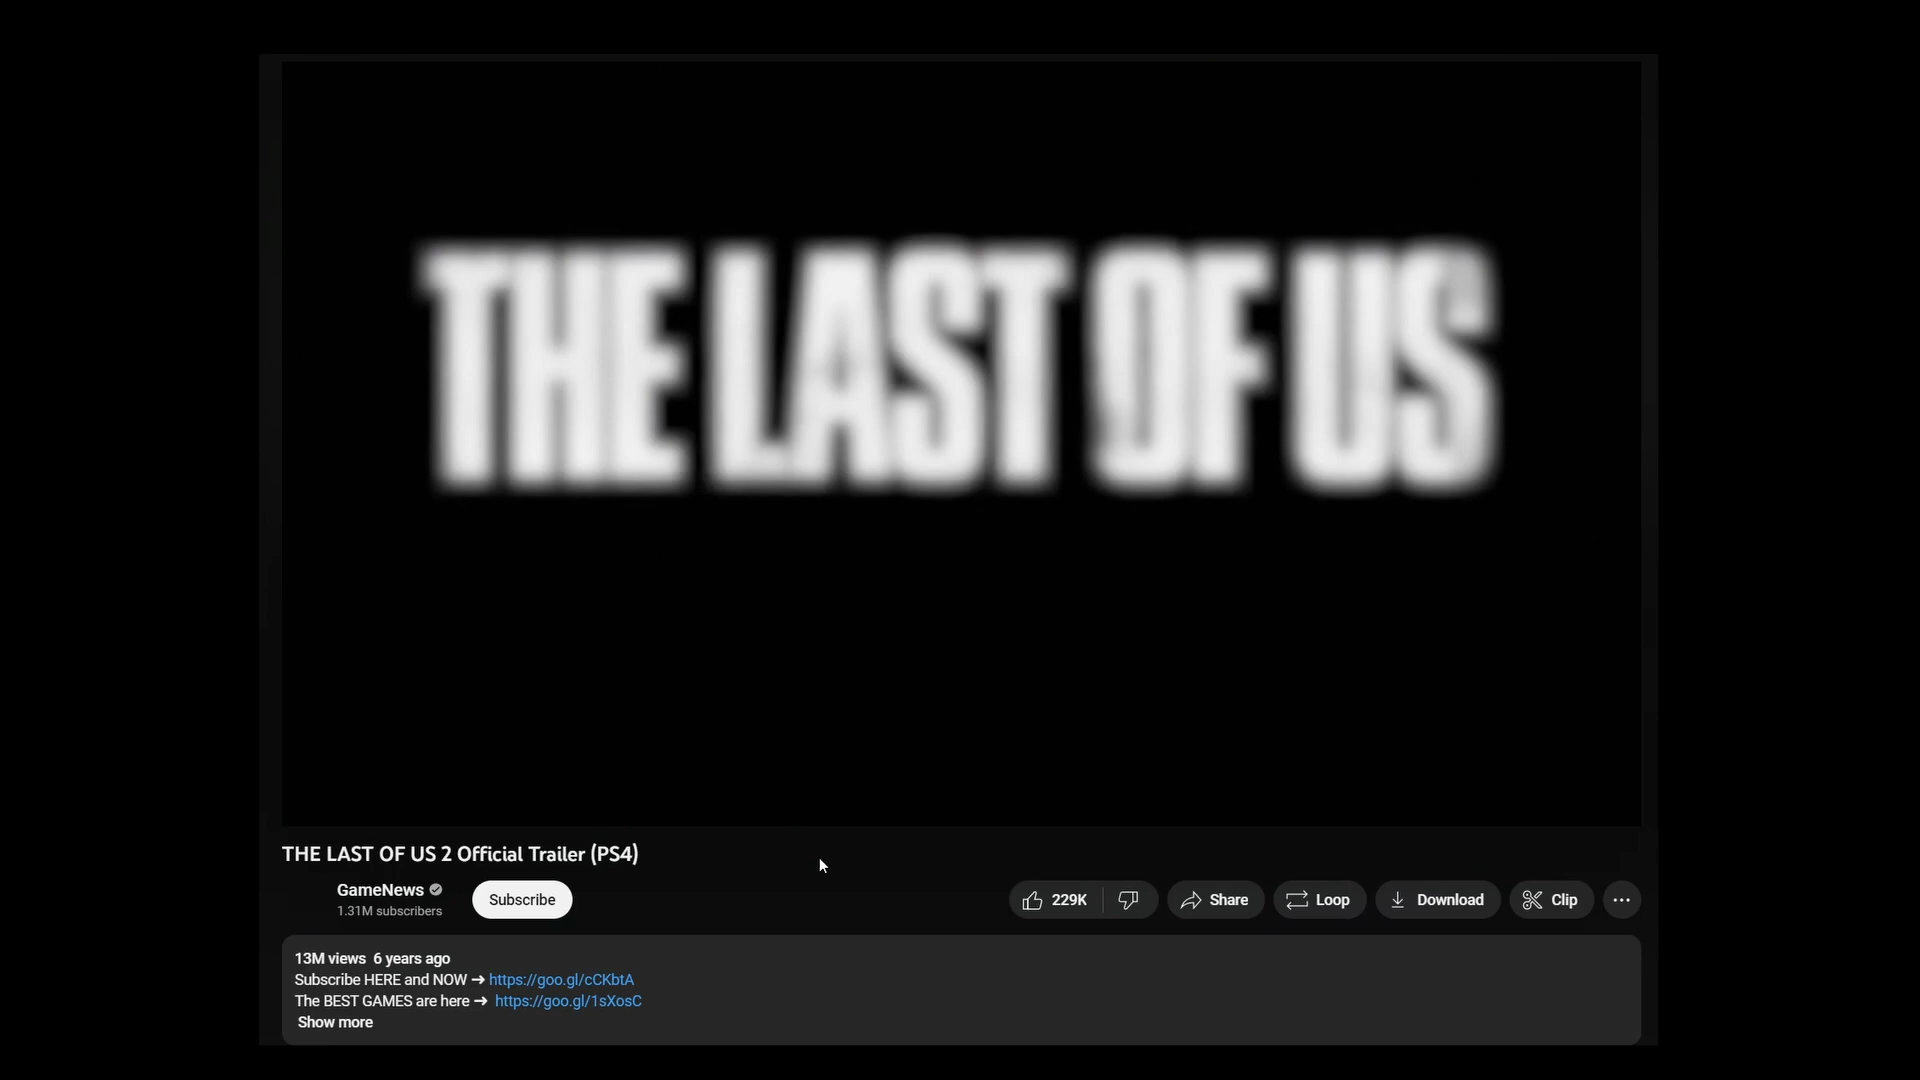 THE LAST OF US
THE LAST OF US 2 Official Trailer (PS4)
GameNews
1.31M subscribers
Subscribe
229K
Share
Loop
Download
Clip
13M views 6 years ago
Subscribe HERE and NOW ➜ https://goo.gl/cCKbtA
The BEST GAMES are here ➜ https://goo.gl/1sXosC
Show more